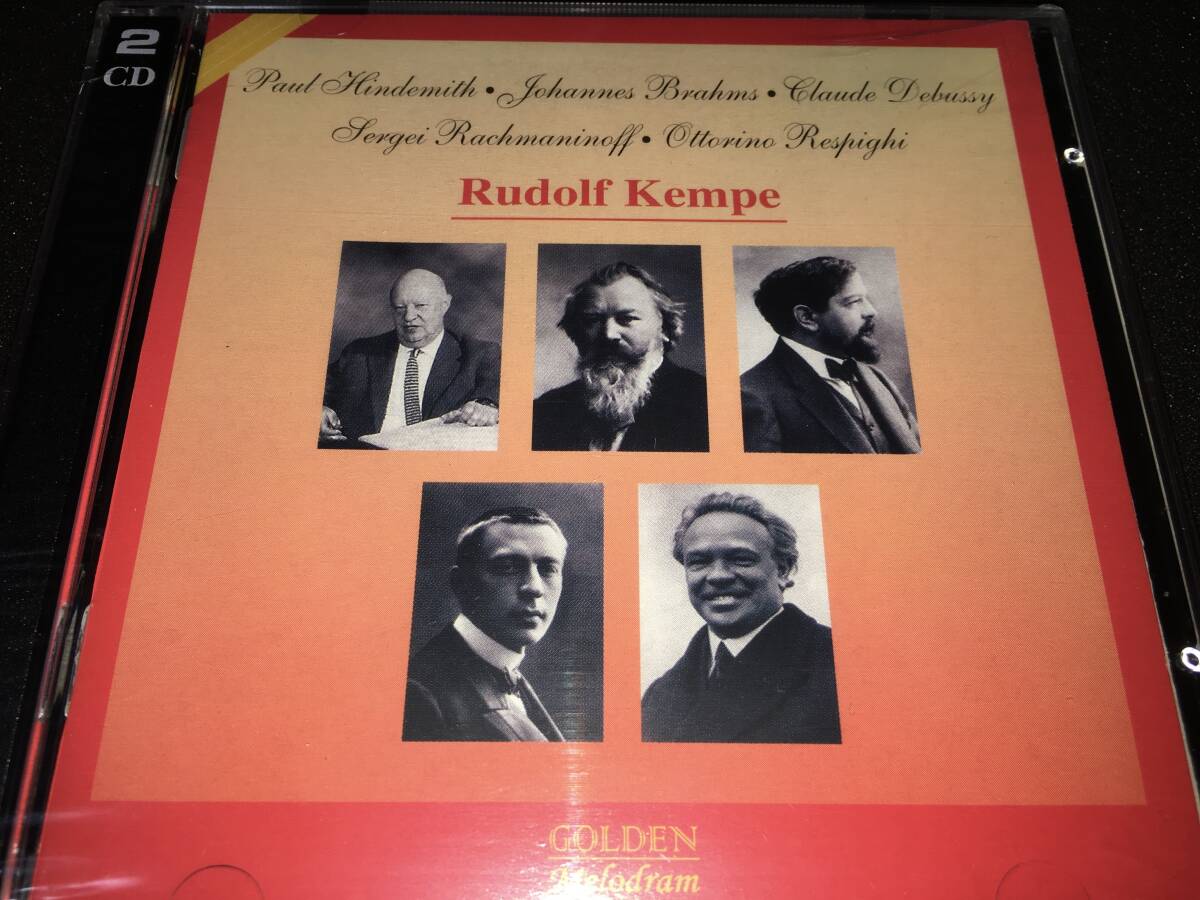 2
CD
Paul Hindemith • Johannes Brahms • Claude Debussy
Sergei Rachmaninoff • Ottorino Respighi
Rudolf Kempe
GOLDEN
Melodram